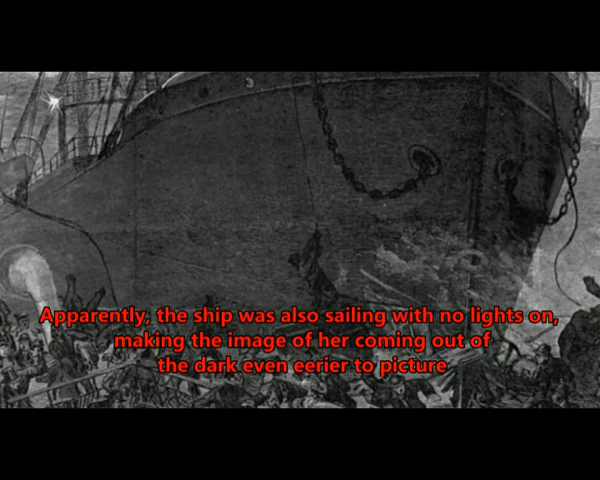 Apparently, the ship was also sailing with no lights on,
making the image of her coming out of
the dark even eerier to picture